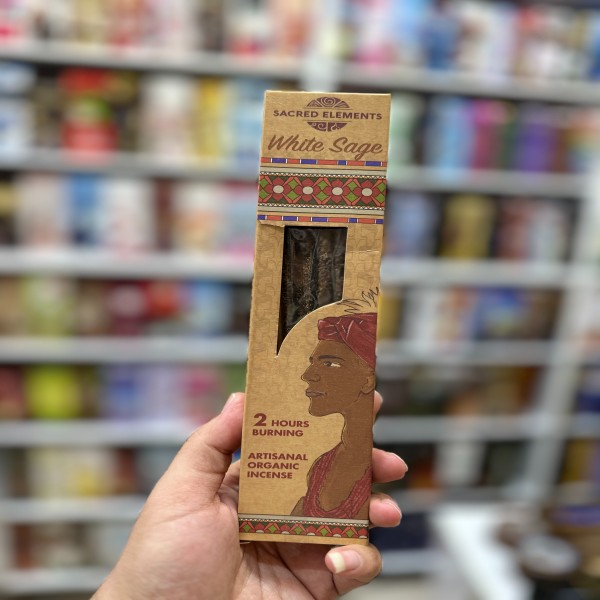 SACRED ELEMENTS
White Sage
2 HOURS
BURNING
ARTISANAL
ORGANIC
INCENSE